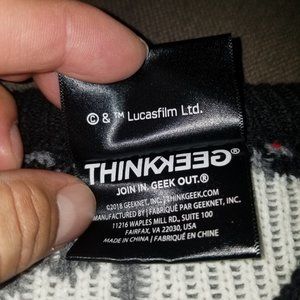 © & ™ Lucasfilm Ltd.
THINKGEEK®
JOIN IN. GEEK OUT.®
©2018 GEEKNET, INC. | THINKGEEK.COM
MANUFACTURED BY | FABRIQUÉ PAR GEEKNET, INC.
11216 WAPLES MILL RD., SUITE 100
FAIRFAX, VA 22030, USA
MADE IN CHINA | FABRIQUÉ EN CHINE